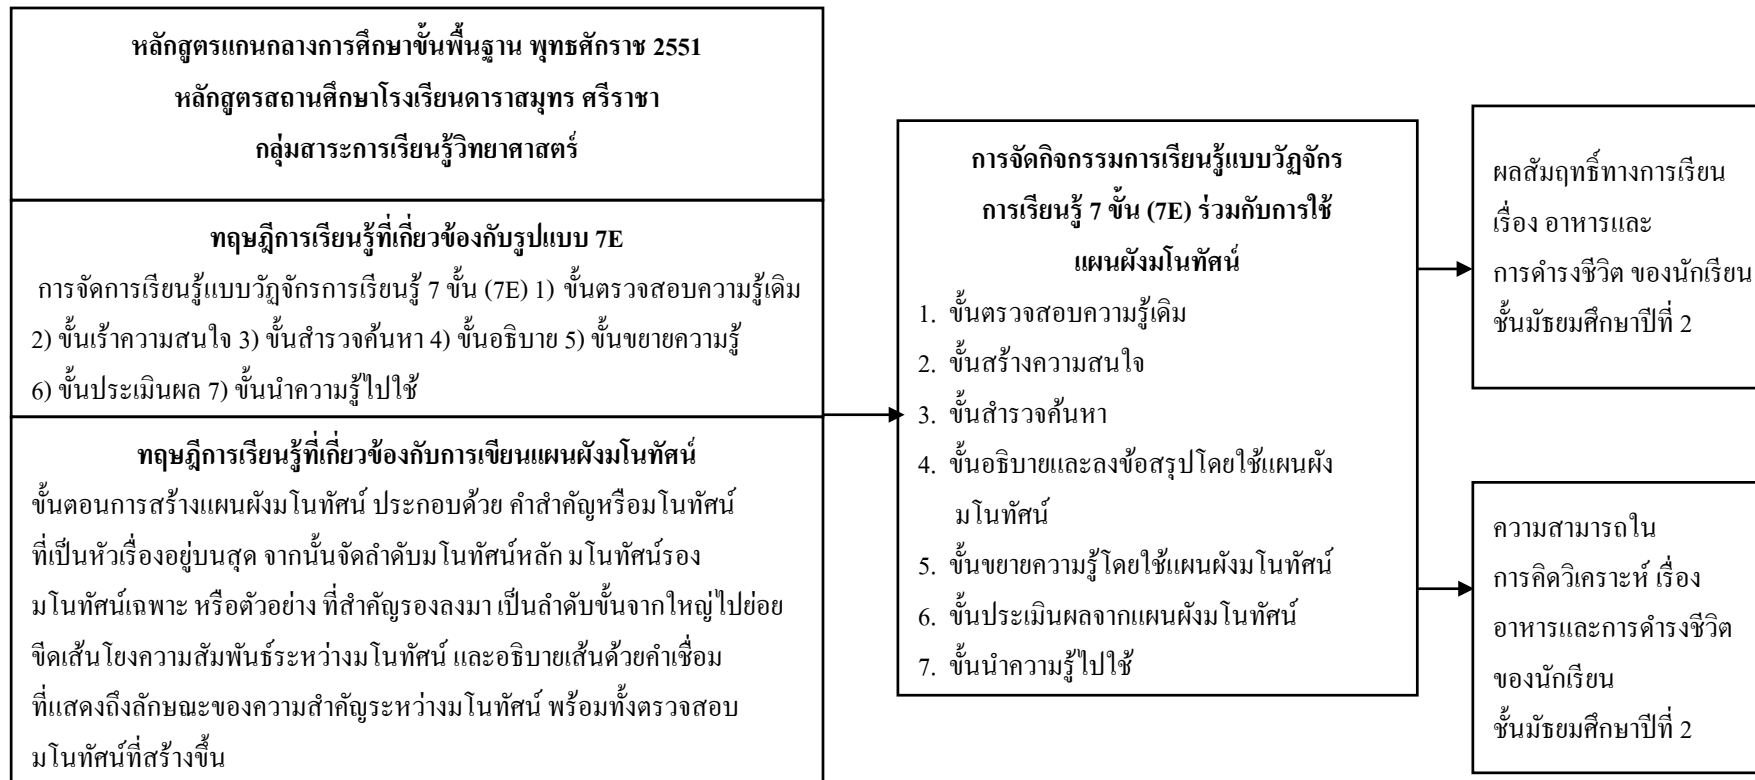 หลักสูตรแกนกลางการศึกษาขั้นพื้นฐาน พุทธศักราช 2551
หลักสูตรสถานศึกษาโรงเรียนดาราสมุทร ศรีราชา
กลุ่มสาระการเรียนรู้วิทยาศาสตร์
ทฤษฎีการเรียนรู้ที่เกี่ยวข้องกับรูปแบบ 7E
การจัดการเรียนรู้แบบวัฏจักรการเรียนรู้ 7 ขั้น (7E) 1) ขั้นตรวจสอบความรู้เดิม
2) ขั้นเร้าความสนใจ 3) ขั้นสำรวจค้นหา 4) ขั้นอธิบาย 5) ขั้นขยายความรู้
6) ขั้นประเมินผล 7) ขั้นนำความรู้ไปใช้
ทฤษฎีการเรียนรู้ที่เกี่ยวข้องกับการเขียนแผนผังมโนทัศน์
ขั้นตอนการสร้างแผนผังมโนทัศน์ ประกอบด้วย คำสำคัญหรือมโนทัศน์
ที่เป็นหัวเรื่องอยู่บนสุด จากนั้นจัดลำดับมโนทัศน์หลัก มโนทัศน์รอง
มโนทัศน์เฉพาะ หรือตัวอย่าง ที่สำคัญรองลงมา เป็นลำดับขั้นจากใหญ่ไปย่อย
ขีดเส้นโยงความสัมพันธ์ระหว่างมโนทัศน์ และอธิบายเส้นด้วยคำเชื่อม
ที่แสดงถึงลักษณะของความสำคัญระหว่างมโนทัศน์ พร้อมทั้งตรวจสอบ
มโนทัศน์ที่สร้างขึ้น
การจัดกิจกรรมการเรียนรู้แบบวัฏจักร
การเรียนรู้ 7 ขั้น (7E) ร่วมกับการใช้
แผนผังมโนทัศน์
1. ขั้นตรวจสอบความรู้เดิม
2. ขั้นสร้างความสนใจ
3. ขั้นสำรวจค้นหา
4. ขั้นอธิบายและลงข้อสรุปโดยใช้แผนผัง
มโนทัศน์
5. ขั้นขยายความรู้โดยใช้แผนผังมโนทัศน์
6. ขั้นประเมินผลจากแผนผังมโนทัศน์
7. ขั้นนำความรู้ไปใช้
ผลสัมฤทธิ์ทางการเรียน
เรื่อง อาหารและ
การดำรงชีวิต ของนักเรียน
ชั้นมัธยมศึกษาปีที่ 2
ความสามารถใน
การคิดวิเคราะห์ เรื่อง
อาหารและการดำรงชีวิต
ของนักเรียน
ชั้นมัธยมศึกษาปีที่ 2